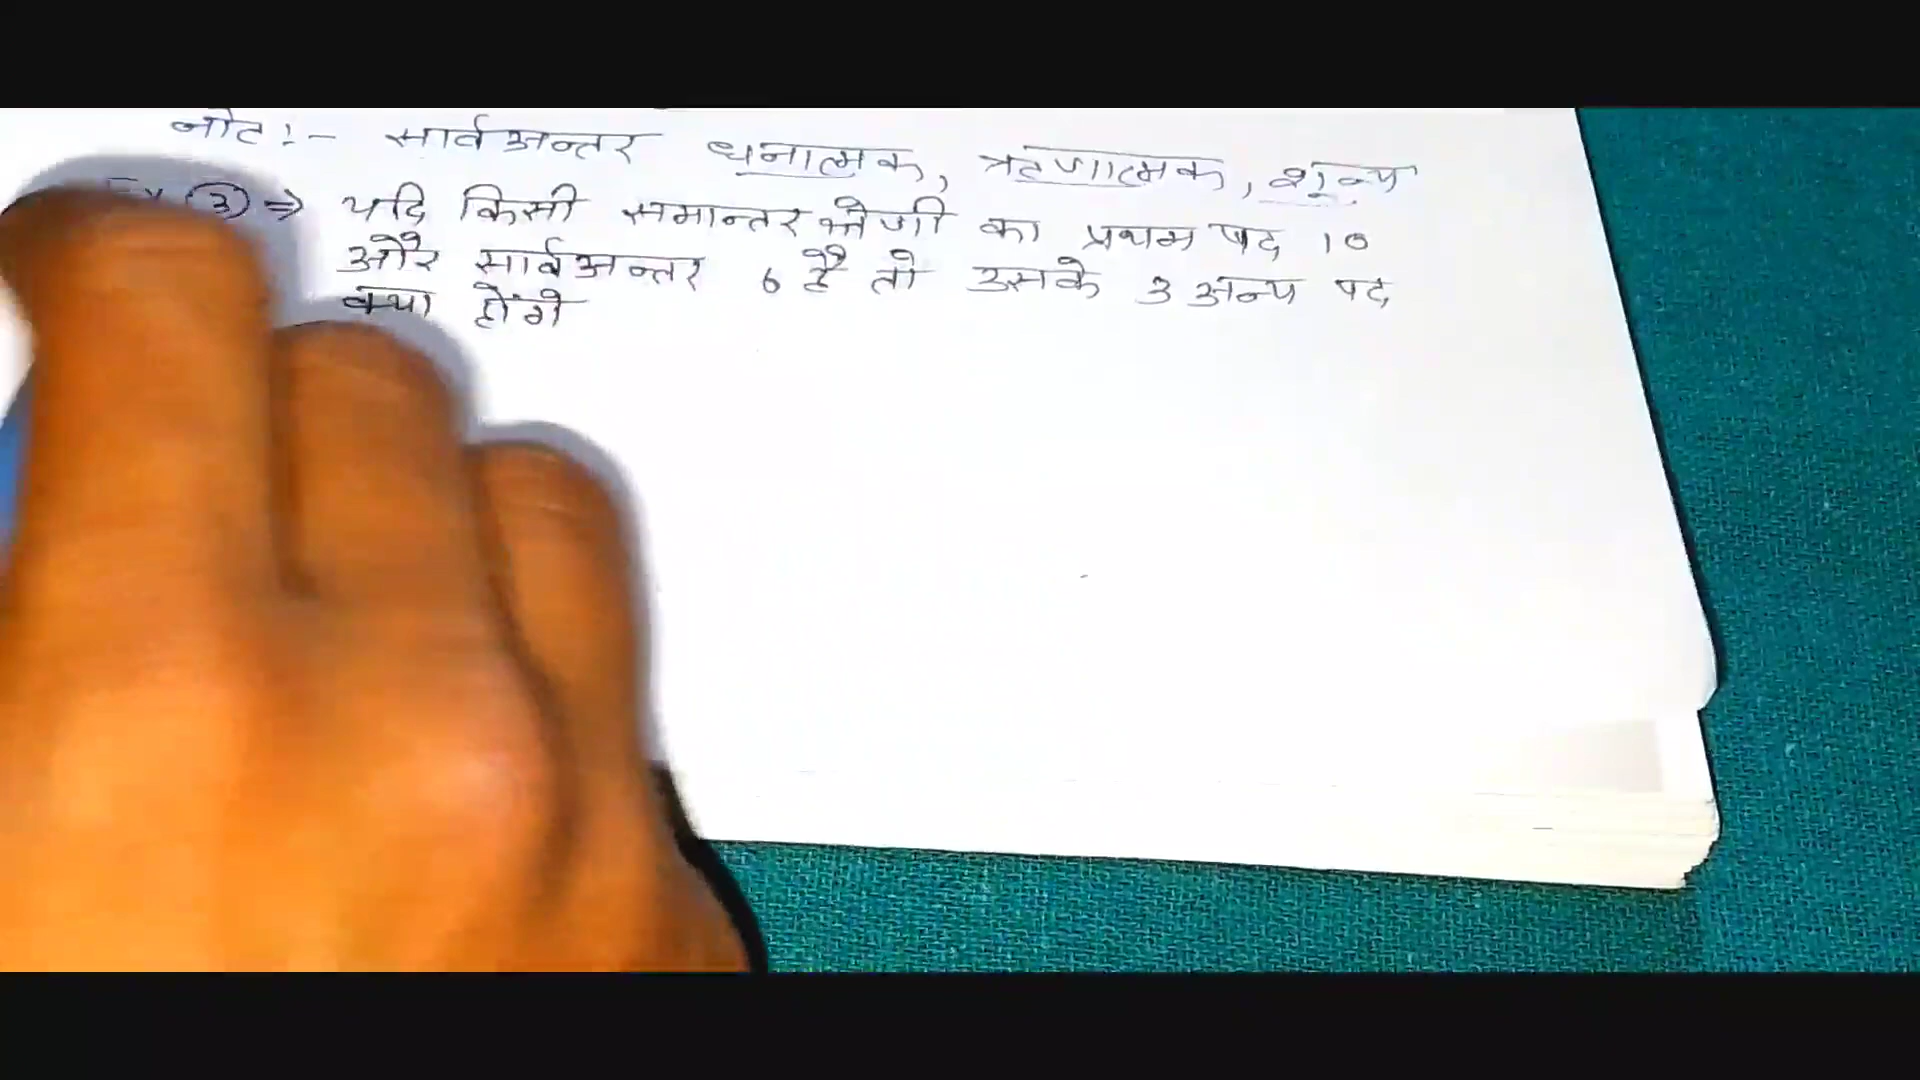 नोट :- सार्वअन्तर धनात्मक, ऋणात्मक, शून्य
Ex ③ ⇒ यदि किसी समान्तर श्रेणी का प्रथम पद 10
और सार्वअन्तर 6 है तो उसके 3 अन्य पद
क्या होंगे